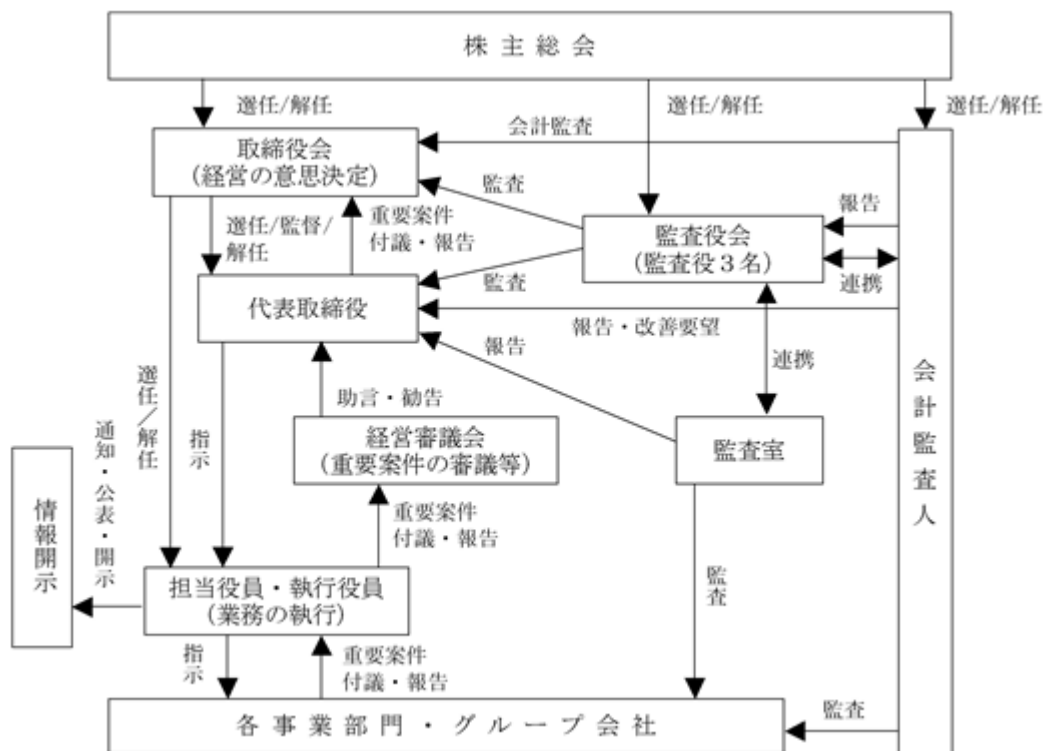 株主総会
選任/解任
選任/解任
選任/解任
会計監査
取締役会
（経営の意思決定）
監査
報告
選任/監督/
解任
重要案件
付議・報告
監査役会
（監査役３名）
連携
監査
代表取締役
報告・改善要望
報告
連携
選任／解任
指示
助言・勧告
経営審議会
（重要案件の審議等）
監査室
会計監査人
通知・公表・開示
情報開示
重要案件
付議・報告
監査
担当役員・執行役員
（業務の執行）
指示
重要案件
付議・報告
監査
各事業部門・グループ会社